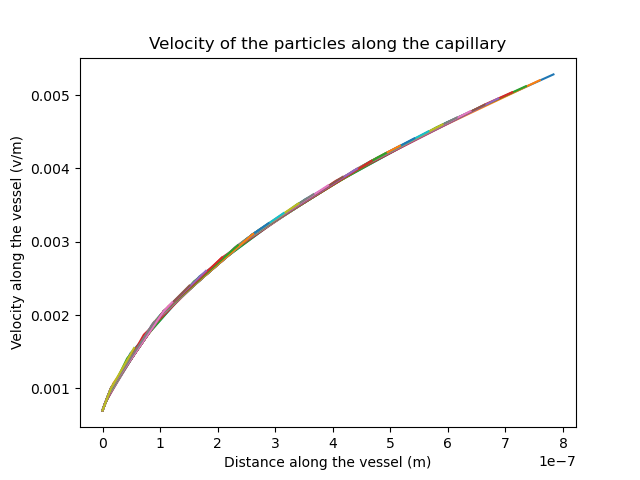 Velocity of the particles along the capillary
Velocity along the vessel (v/m)
0.005
0.004
0.003
0.002
0.001
0 1 2 3 4 5 6 7 8
1e−7
Distance along the vessel (m)